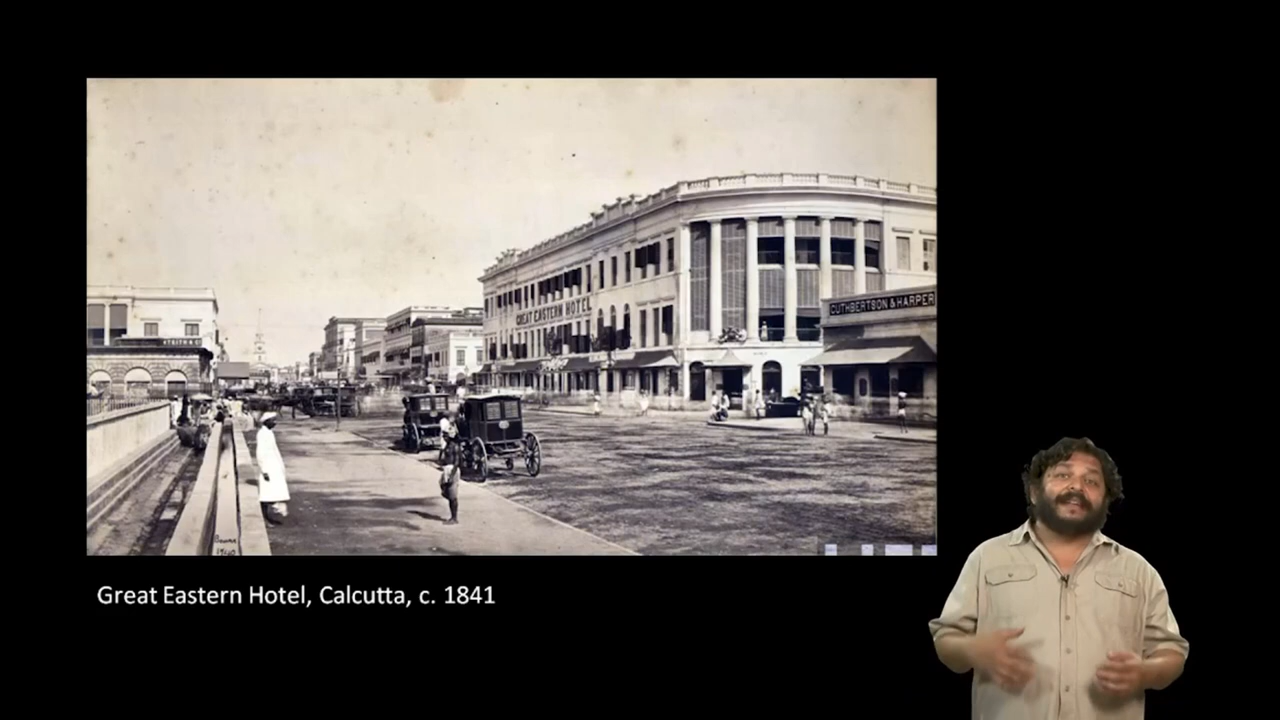 GREAT EASTERN HOTEL
CUTHBERTSON & HARPER
Great Eastern Hotel, Calcutta, c. 1841